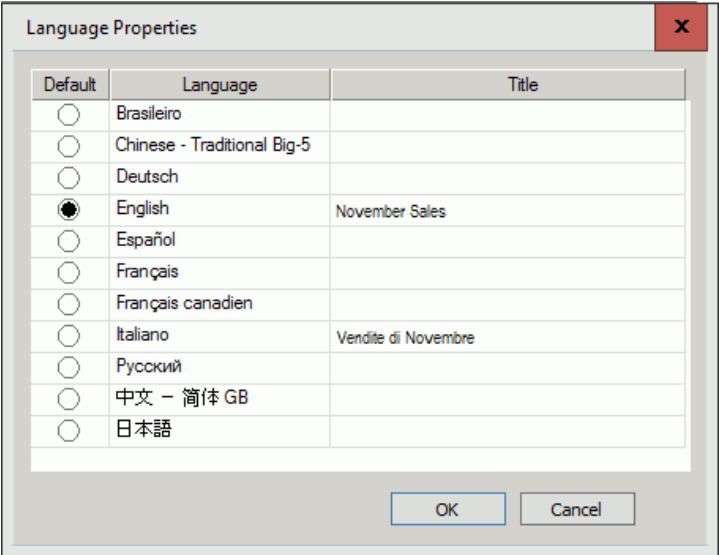 Language Properties
x
Default Language Title
Brasileiro
Chinese - Traditional Big-5
Deutsch
English November Sales
Español
Français
Français canadien
Italiano Vendite di Novembre
Русский
中文 - 简体 GB
日本語
OK Cancel